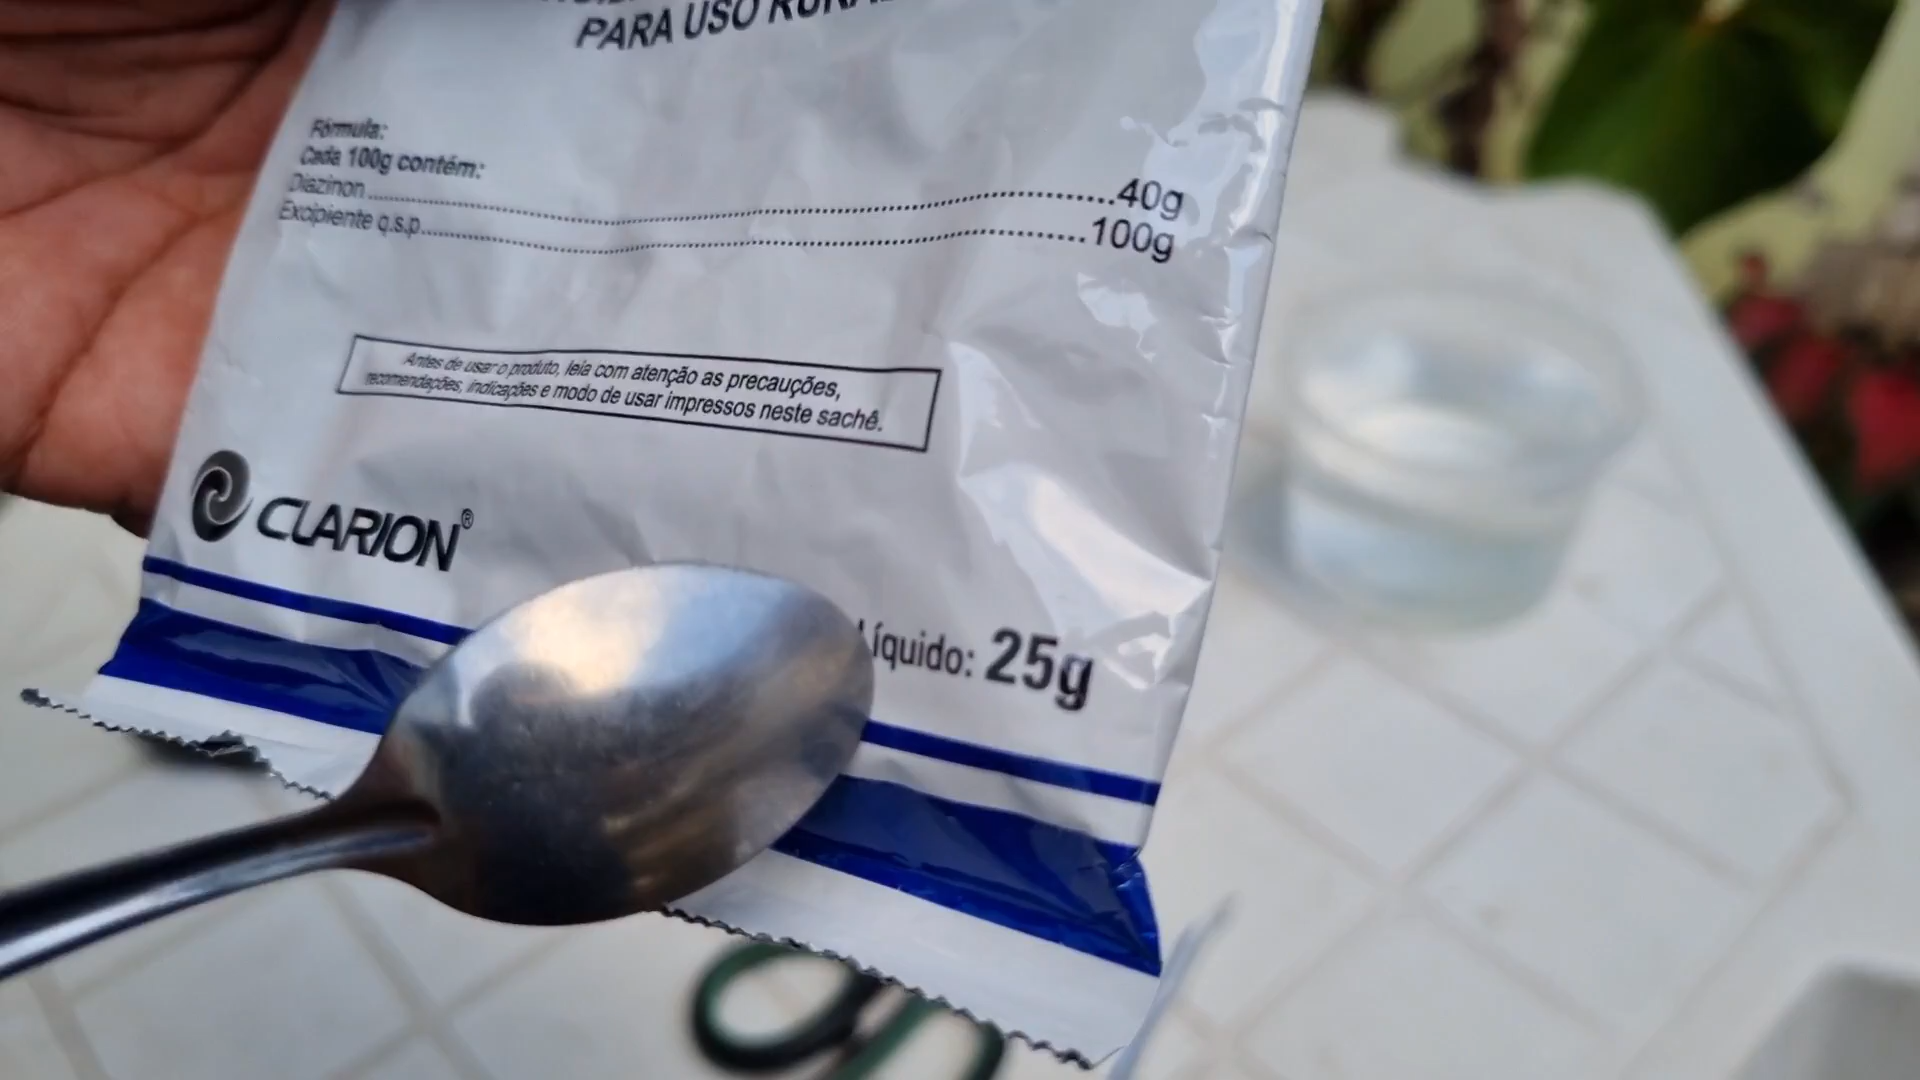 PARA USO
Fórmula:
Cada 100g contém:
Diazinon........40g
Excipiente q.s.p........100g
Antes de usar o produto, leia com atenção as precauções,
recomendações, indicações e modo de usar impressos neste sachê.
CLARION®
Líquido: 25g